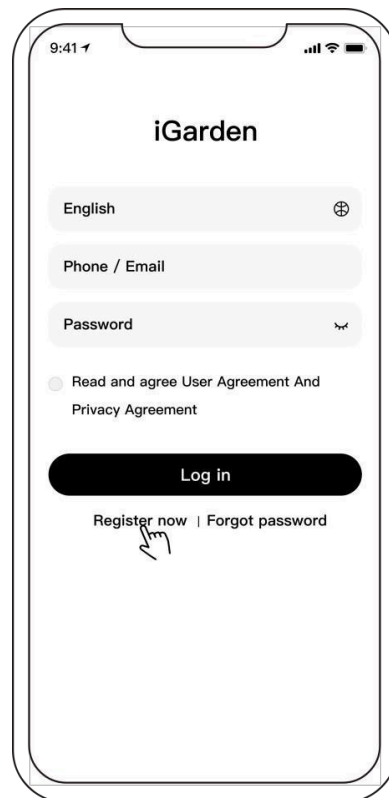 9:41
iGarden
English
Phone / Email
Password
Read and agree User Agreement And
Privacy Agreement
Log in
Register now | Forgot password